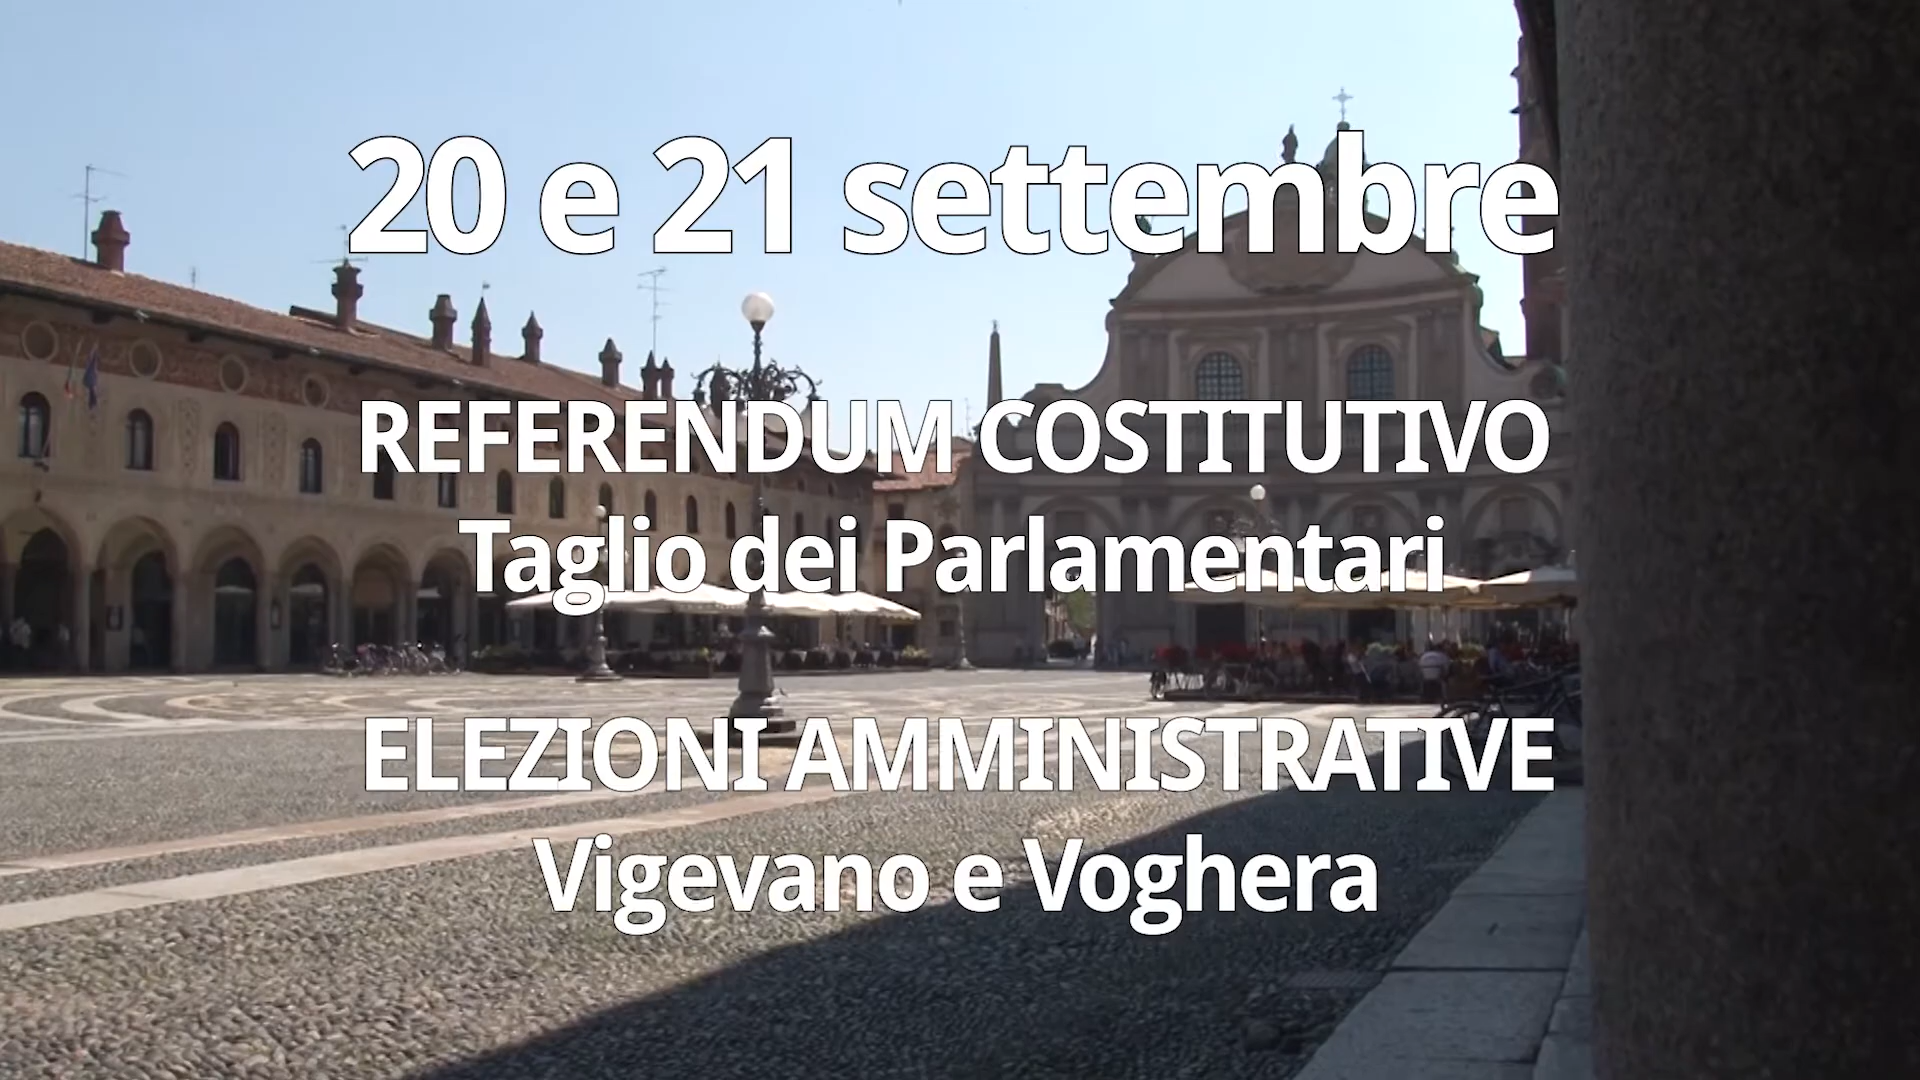 20 e 21 settembre
REFERENDUM COSTITUTIVO
Taglio dei Parlamentari
ELEZIONI AMMINISTRATIVE
Vigevano e Voghera